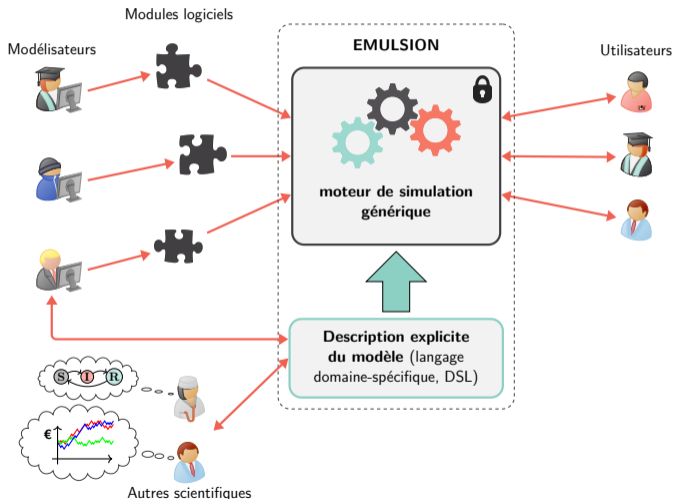 Modules logiciels
Modélisateurs
EMULSION
Utilisateurs
moteur de simulation
générique
Description explicite
du modèle (langage
domaine-spécifique, DSL)
S I R
€
Autres scientifiques